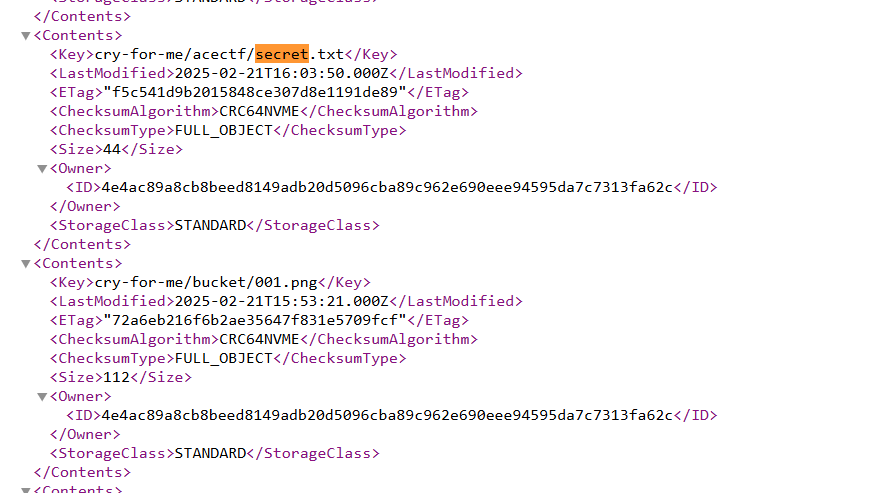 <StorageClass>STANDARD</StorageClass>
</Contents>
▼<Contents>
<Key>cry-for-me/acectf/secret.txt</Key>
<LastModified>2025-02-21T16:03:50.000Z</LastModified>
<ETag>"f5c541d9b2015848ce307d8e1191de89"</ETag>
<ChecksumAlgorithm>CRC64NVME</ChecksumAlgorithm>
<ChecksumType>FULL_OBJECT</ChecksumType>
<Size>44</Size>
▼<Owner>
<ID>4e4ac89a8cb8beed8149adb20d5096cba89c962e690eee94595da7c7313fa62c</ID>
</Owner>
<StorageClass>STANDARD</StorageClass>
</Contents>
▼<Contents>
<Key>cry-for-me/bucket/001.png</Key>
<LastModified>2025-02-21T15:53:21.000Z</LastModified>
<ETag>"72a6eb216f6b2ae35647f831e5709fcf"</ETag>
<ChecksumAlgorithm>CRC64NVME</ChecksumAlgorithm>
<ChecksumType>FULL_OBJECT</ChecksumType>
<Size>112</Size>
▼<Owner>
<ID>4e4ac89a8cb8beed8149adb20d5096cba89c962e690eee94595da7c7313fa62c</ID>
</Owner>
<StorageClass>STANDARD</StorageClass>
</Contents>
▼<Contents>